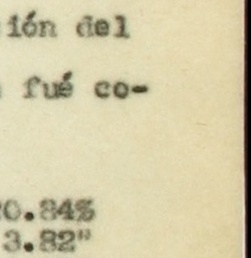 ión del
fué co-
0.84%
3.82"